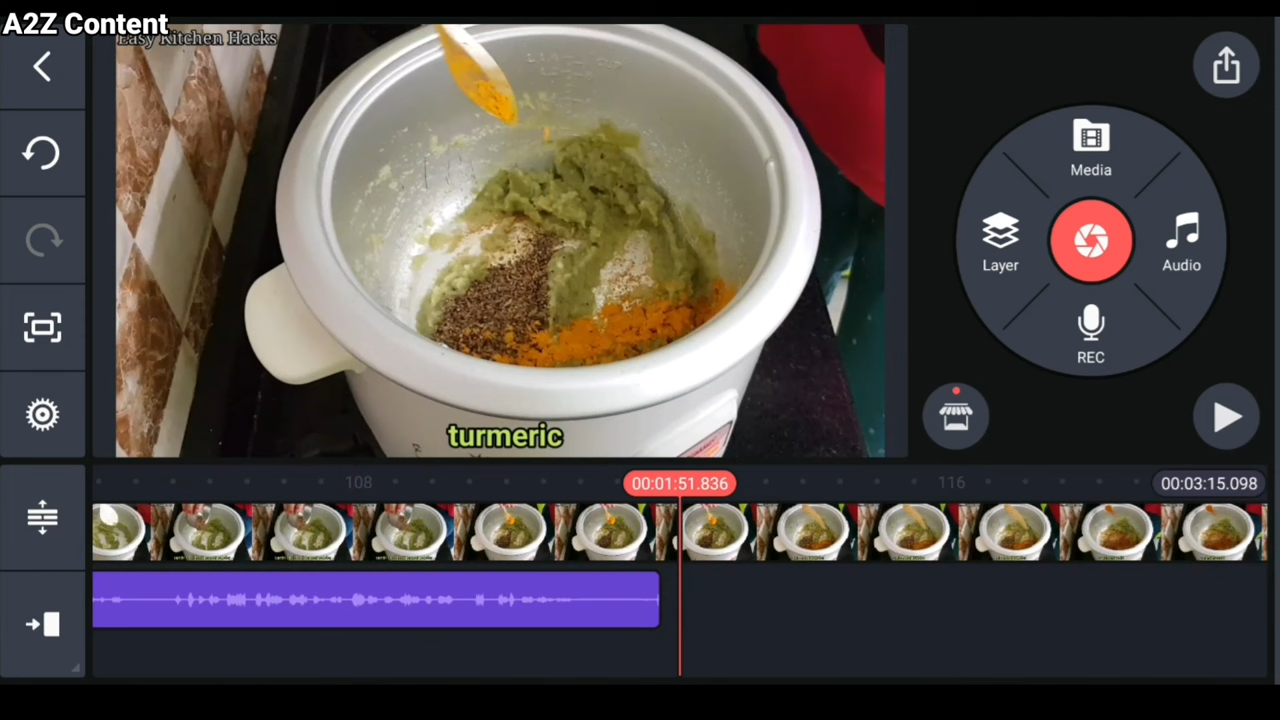 A2Z Content
Easy Kitchen Hacks
Media
Layer
Audio
REC
turmeric
108
00:01:51.836
116
00:03:15.098